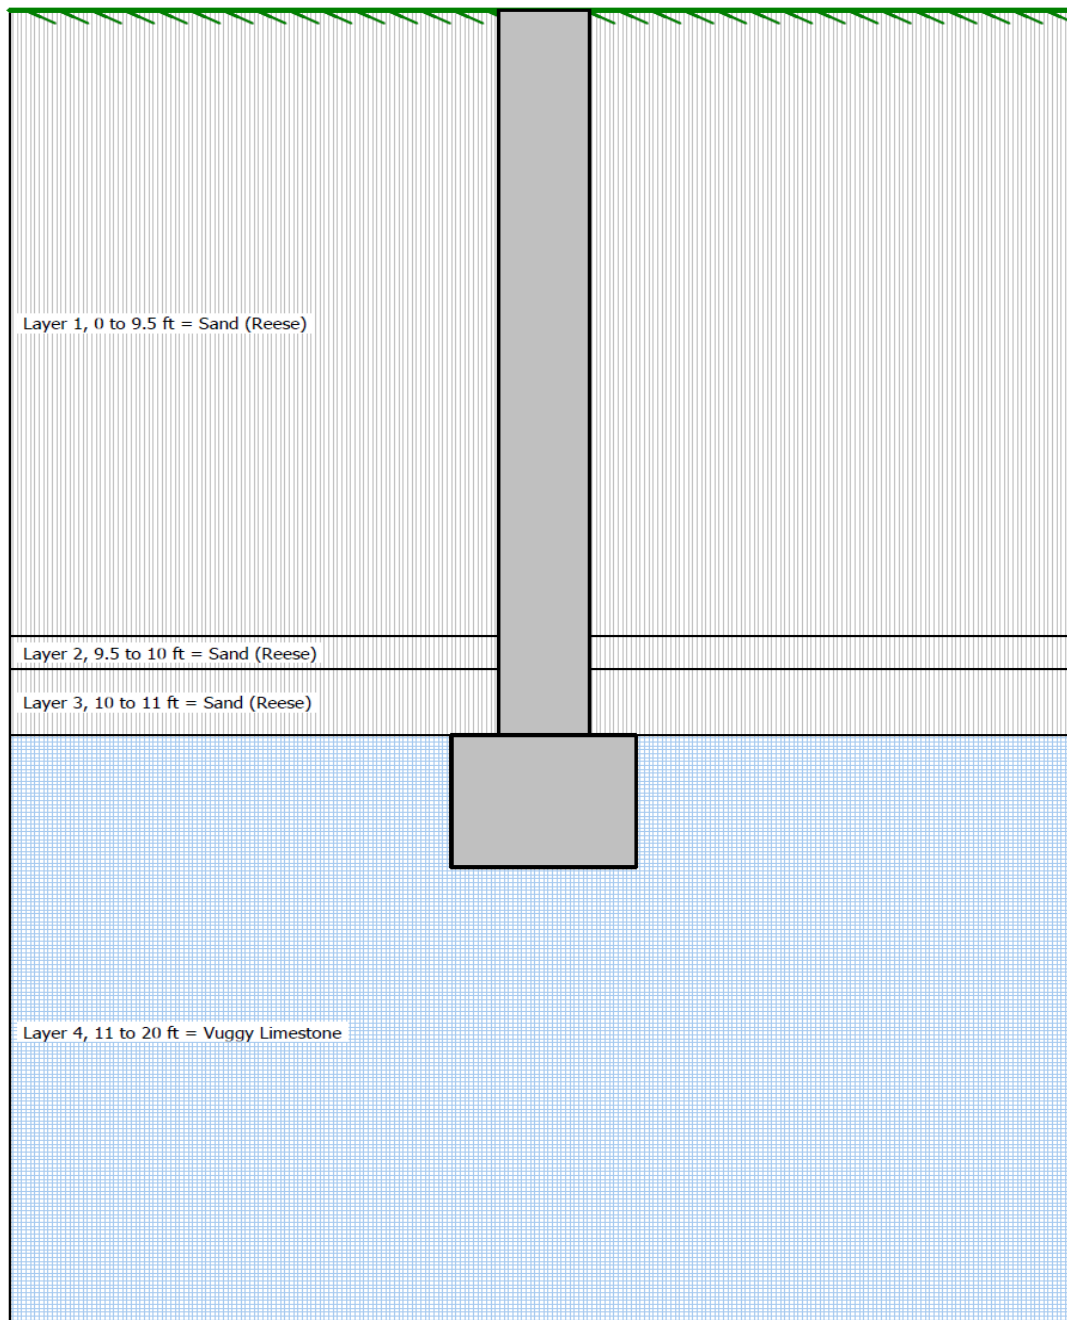 Layer 1, 0 to 9.5 ft = Sand (Reese)
Layer 2, 9.5 to 10 ft = Sand (Reese)
Layer 3, 10 to 11 ft = Sand (Reese)
Layer 4, 11 to 20 ft = Vuggy Limestone